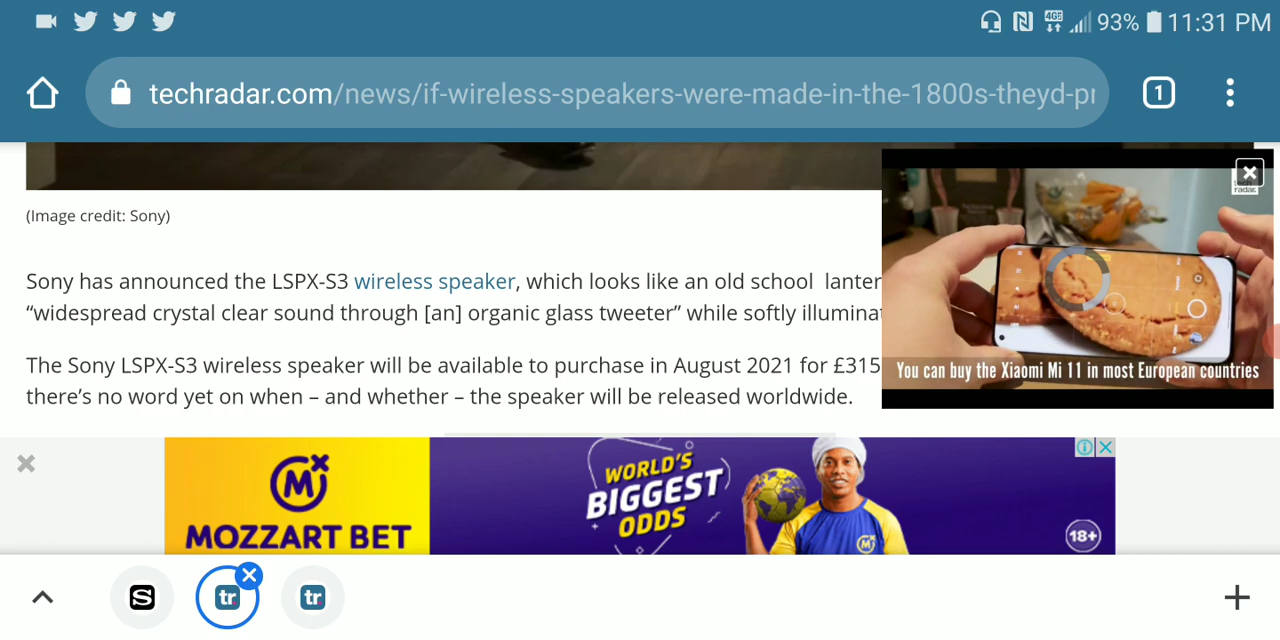 4GE
93%
11:31 PM
techradar.com/news/if-wireless-speakers-were-made-in-the-1800s-theyd-pr
1
(Image credit: Sony)
Sony has announced the LSPX-S3 wireless speaker, which looks like an old school lanter
“widespread crystal clear sound through [an] organic glass tweeter” while softly illuminat
The Sony LSPX-S3 wireless speaker will be available to purchase in August 2021 for £315
there’s no word yet on when – and whether – the speaker will be released worldwide.
tech
radar.
You can buy the Xiaomi Mi 11 in most European countries
M
MOZZART BET
WORLD'S
BIGGEST
ODDS
M
18+
S
tr
tr